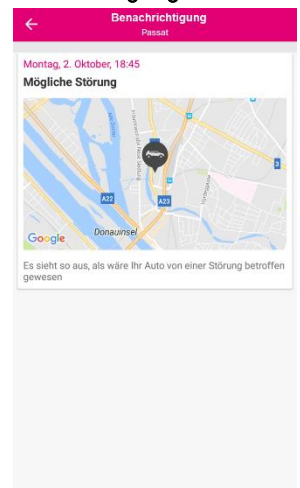 Benachrichtigung
Passat
Montag, 2. Oktober, 18:45
Mögliche Störung
A22
A23
3
Google
Donauinsel
Es sieht so aus, als wäre Ihr Auto von einer Störung betroffen
gewesen